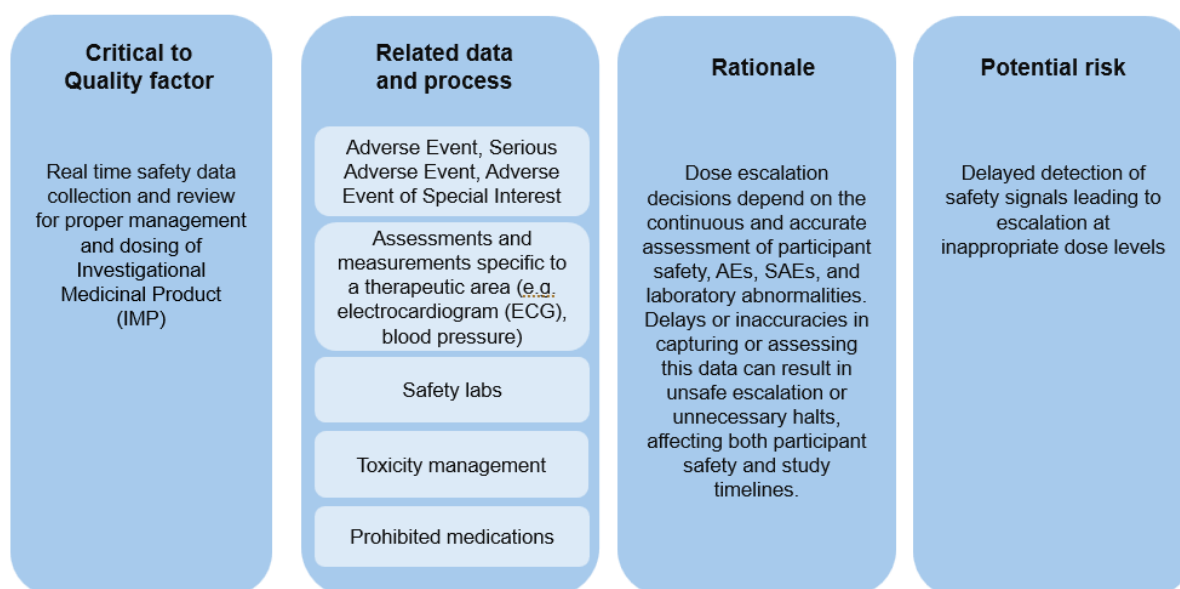 Critical to
Quality factor
Real time safety data
collection and review
for proper management
and dosing of
Investigational
Medicinal Product
(IMP)
Related data
and process
Adverse Event, Serious
Adverse Event, Adverse
Event of Special Interest
Assessments and
measurements specific to
a therapeutic area (e.g.
electrocardiogram (ECG),
blood pressure)
Safety labs
Toxicity management
Prohibited medications
Rationale
Dose escalation
decisions depend on the
continuous and accurate
assessment of participant
safety, AEs, SAEs, and
laboratory abnormalities.
Delays or inaccuracies in
capturing or assessing
this data can result in
unsafe escalation or
unnecessary halts,
affecting both participant
safety and study
timelines.
Potential risk
Delayed detection of
safety signals leading to
escalation at
inappropriate dose levels